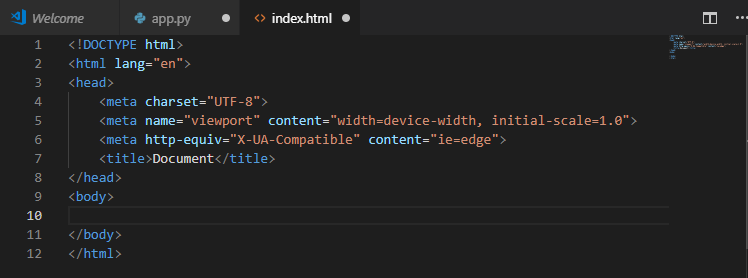 Welcome app.py index.html
1 <!DOCTYPE html>
2 <html lang="en">
3 <head>
4     <meta charset="UTF-8">
5     <meta name="viewport" content="width=device-width, initial-scale=1.0">
6     <meta http-equiv="X-UA-Compatible" content="ie=edge">
7     <title>Document</title>
8 </head>
9 <body>
10
11 </body>
12 </html>